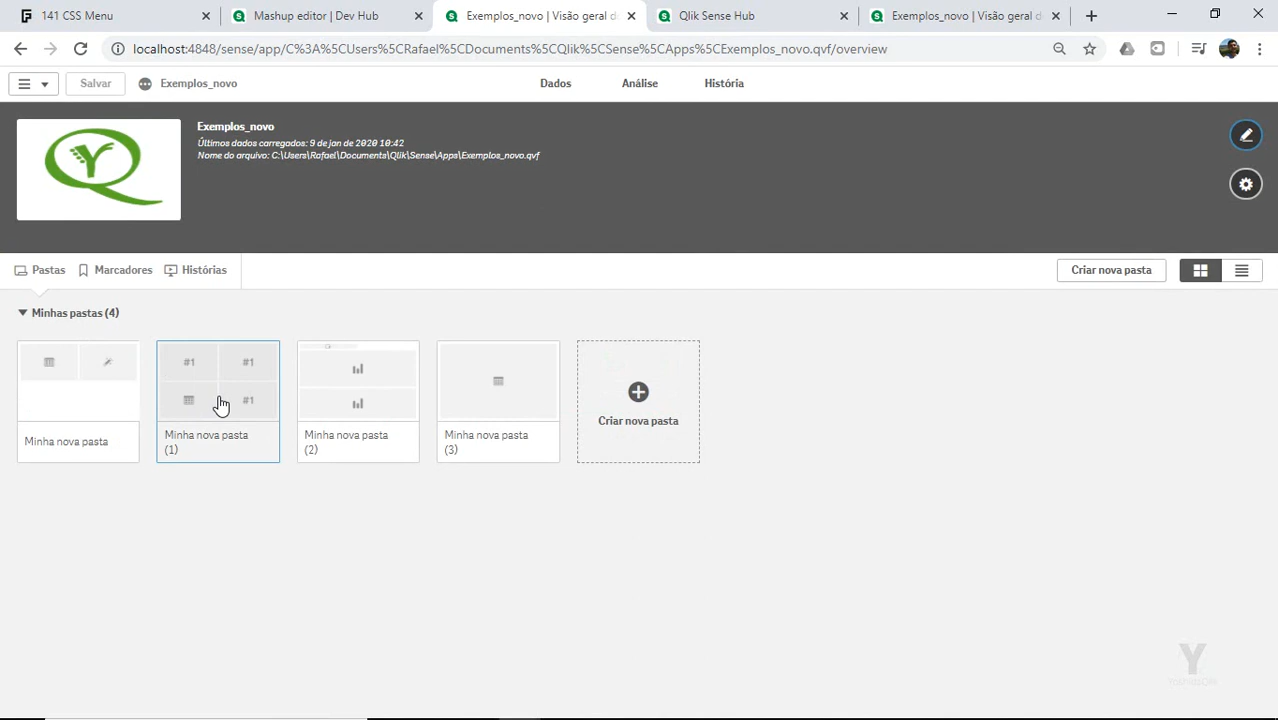 141 CSS Menu
Mashup editor | Dev Hub
Exemplos_novo | Visão geral d
Qlik Sense Hub
Exemplos_novo | Visão geral d
localhost:4848/sense/app/C%3A%5CUsers%5CRafael%5CDocuments%5CQlik%5CSense%5CApps%5CExemplos_novo.qvf/overview
Salvar
Exemplos_novo
Dados
Análise
História
Exemplos_novo
Últimos dados carregados: 9 de jan de 2020 10:42
Nome do arquivo: C:\Users\Rafael\Documents\Qlik\Sense\Apps\Exemplos_novo.qvf
Pastas
Marcadores
Histórias
Criar nova pasta
Minhas pastas (4)
#1
#1
#1
Minha nova pasta
Minha nova pasta
(1)
Minha nova pasta
(2)
Minha nova pasta
(3)
Criar nova pasta
Y